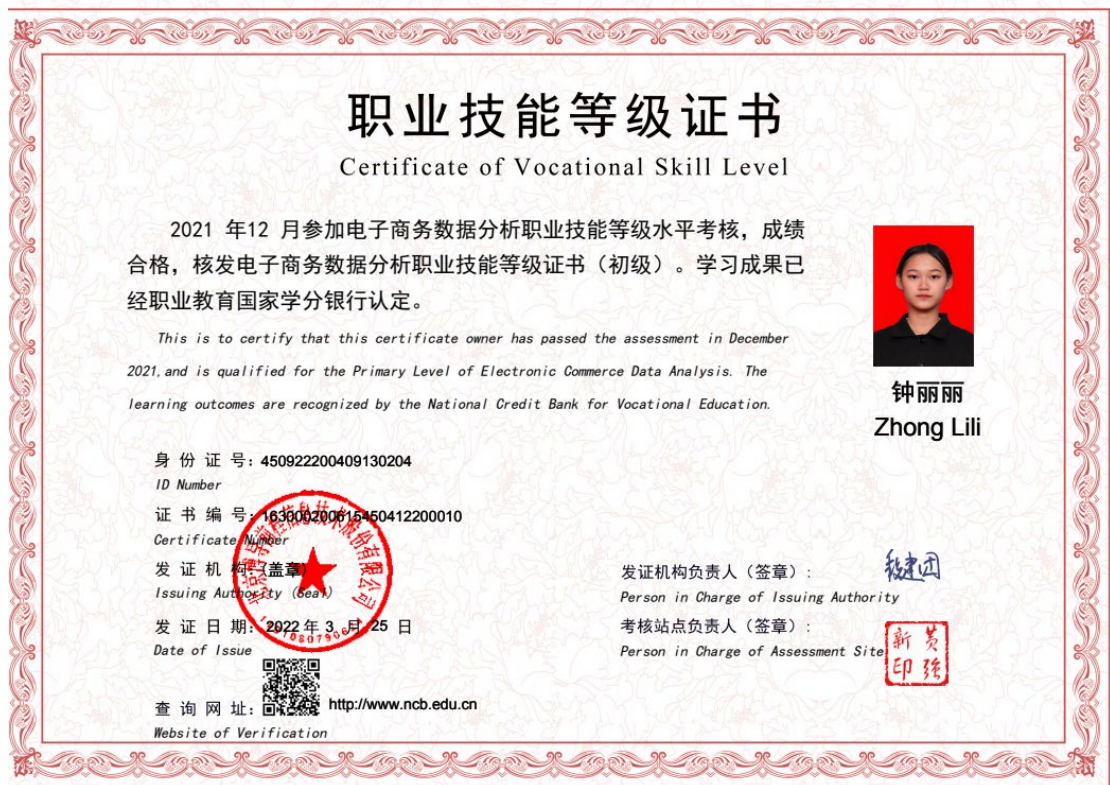 职业技能等级证书
Certificate of Vocational Skill Level
2021 年12 月参加电子商务数据分析职业技能等级水平考核，成绩
合格，核发电子商务数据分析职业技能等级证书（初级）。学习成果已
经职业教育国家学分银行认定。
This is to certify that this certificate owner has passed the assessment in December
2021,and is qualified for the Primary Level of Electronic Commerce Data Analysis. The
learning outcomes are recognized by the National Credit Bank for Vocational Education.
钟丽丽
Zhong Lili
身份证号: 450922200409130204
ID Number
证书编号: 163000200615450412200010
Certificate Number
发证机构:(盖章)
Issuing Authority (Seal)
发证日期: 2022 年 3 月 25 日
Date of Issue
查询网址: http://www.ncb.edu.cn
Website of Verification
发证机构负责人（签章）:
Person in Charge of Issuing Authority
考核站点负责人（签章）:
Person in Charge of Assessment Site
黄强
新印